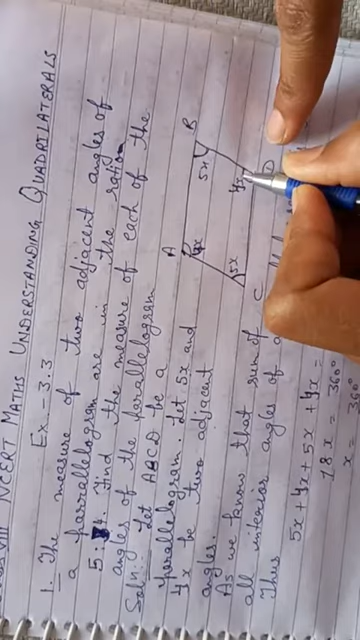 VIII NCERT MATHS UNDERSTANDING QUADRILATERALS
Ex. - 3.3
1. The measure of two adjacent angles of
a parallelogram are in the ratio
5:4. Find the measure of each of the
angles of the parallelogram
Soln: Let ABCD be a
parallelogram. Let 5x and
4x be two adjacent
angles.
As we know that sum of
all interior angles of a
Thus
5x + 4x + 5x + 4x =
18x = 360°
x = 360°
A
B
C
D
4x
5x
5x
4x